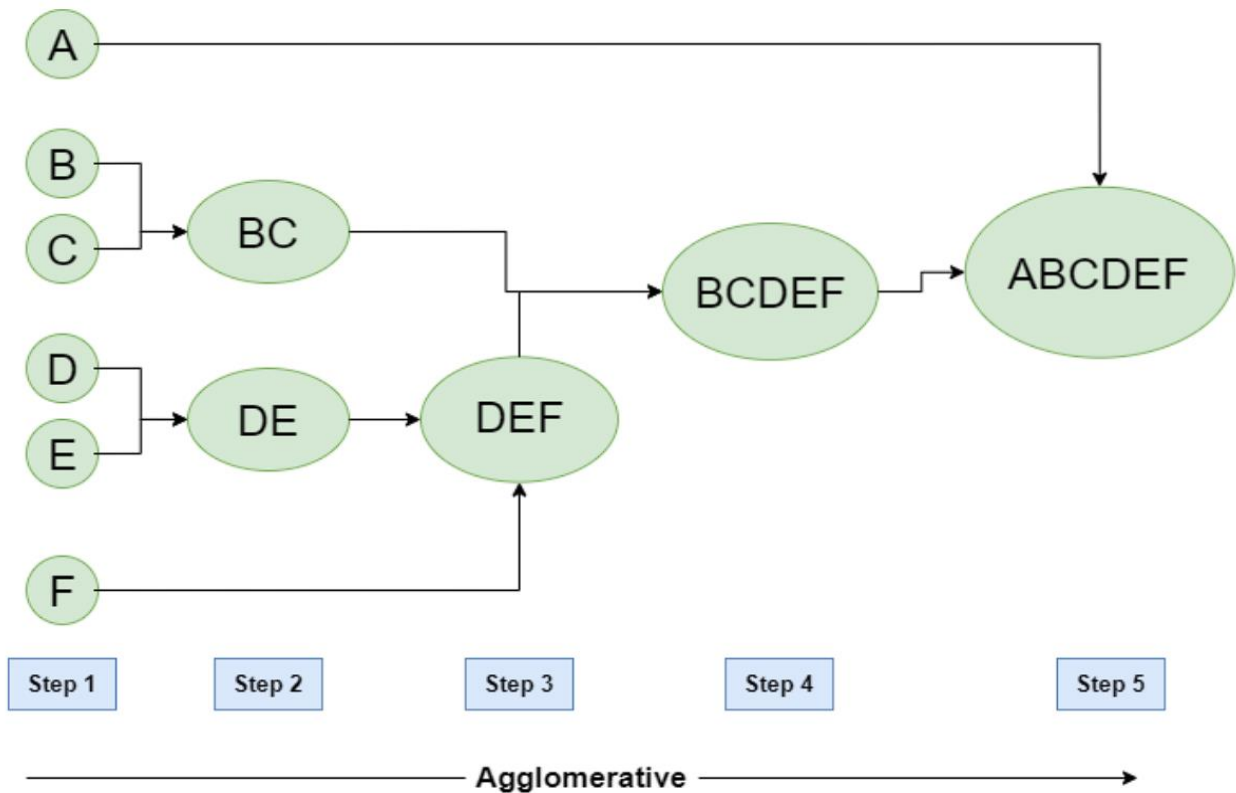 A
B
C
BC
D
E
DE
DEF
F
BCDEF
ABCDEF
Step 1
Step 2
Step 3
Step 4
Step 5
Agglomerative